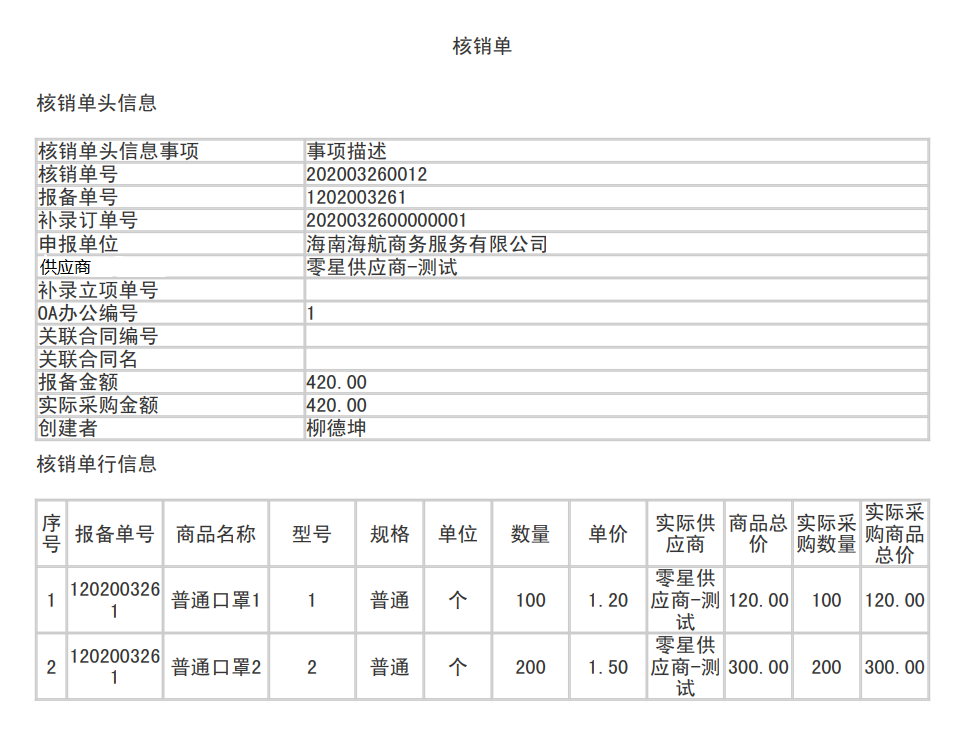 核销单
核销单头信息
核销单头信息事项 事项描述
核销单号 202003260012
报备单号 1202003261
补录订单号 2020032600000001
申报单位 海南海航商务服务有限公司
供应商 零星供应商-测试
补录立项单号
OA办公编号 1
关联合同编号
关联合同名
报备金额 420.00
实际采购金额 420.00
创建者 柳德坤
核销单行信息
序号 报备单号 商品名称 型号 规格 单位 数量 单价 实际供应商 商品总价 实际采购数量 实际采购商品总价
1 1202003261 普通口罩1 1 普通 个 100 1.20 零星供应商-测试 120.00 100 120.00
2 1202003261 普通口罩2 2 普通 个 200 1.50 零星供应商-测试 300.00 200 300.00